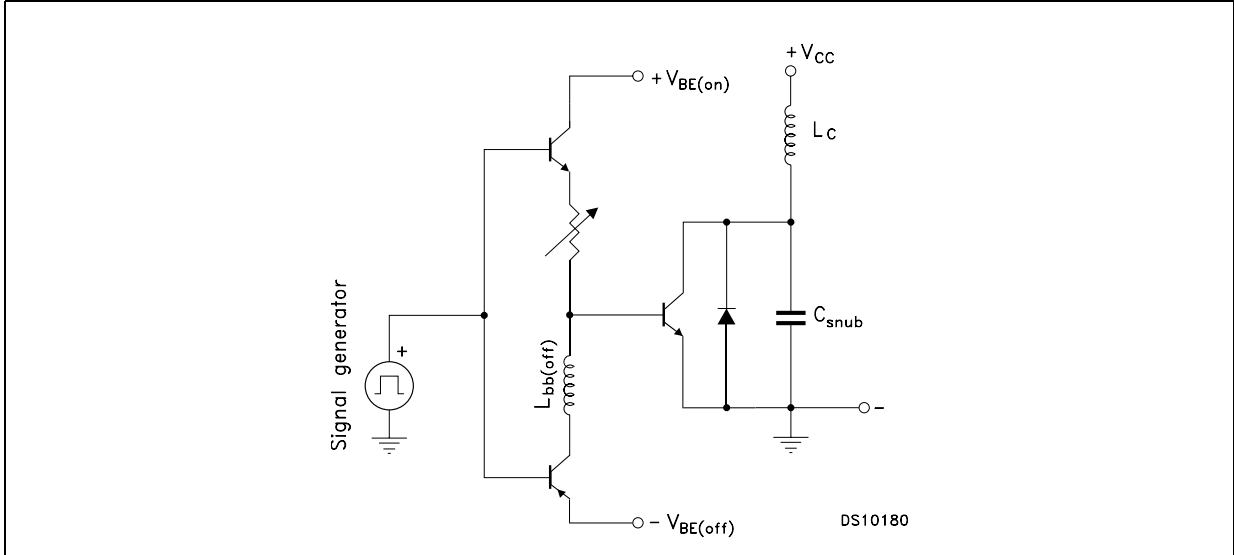 + V_CC
+ V_BE(on)
L_C
Signal generator
+
L_bb(off)
C_snub
-
- V_BE(off)
DS10180